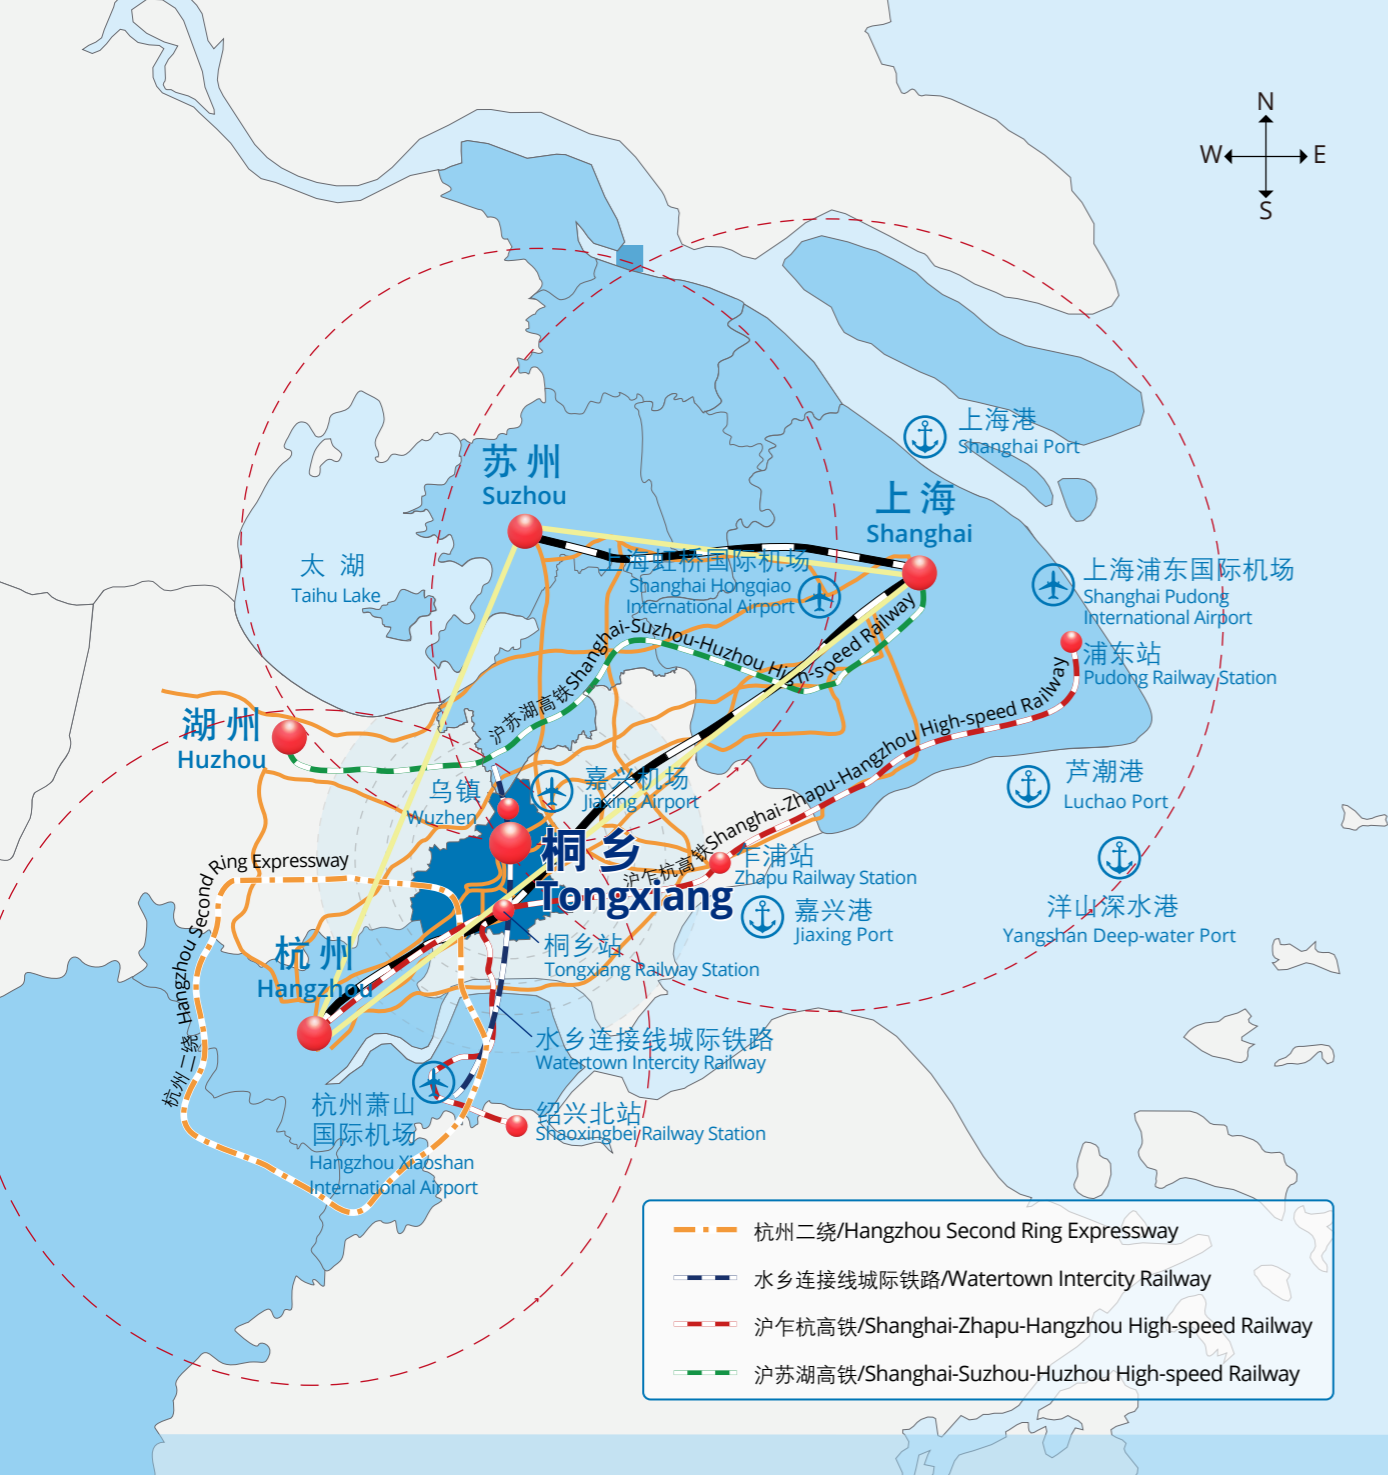 N
W E
S
上海港
Shanghai Port
苏州
Suzhou
上海
Shanghai
太 湖
Taihu Lake
上海虹桥国际机场
Shanghai Hongqiao
International Airport
上海浦东国际机场
Shanghai Pudong
International Airport
浦东站
Pudong Railway Station
沪苏湖高铁Shanghai-Suzhou-Huzhou High-speed Railway
湖州
Huzhou
乌镇
Wuzhen
嘉兴机场
Jiaxing Airport
芦潮港
Luchao Port
沪乍杭高铁Shanghai-Zhapu-Hangzhou High-speed Railway
桐乡
Tongxiang
乍浦站
Zhapu Railway Station
嘉兴港
Jiaxing Port
洋山深水港
Yangshan Deep-water Port
杭州二绕 Hangzhou Second Ring Expressway
杭州
Hangzhou
桐乡站
Tongxiang Railway Station
水乡连接线城际铁路
Watertown Intercity Railway
杭州萧山
国际机场
Hangzhou Xiaoshan
International Airport
绍兴北站
Shaoxingbei Railway Station
杭州二绕/Hangzhou Second Ring Expressway
水乡连接线城际铁路/Watertown Intercity Railway
沪乍杭高铁/Shanghai-Zhapu-Hangzhou High-speed Railway
沪苏湖高铁/Shanghai-Suzhou-Huzhou High-speed Railway